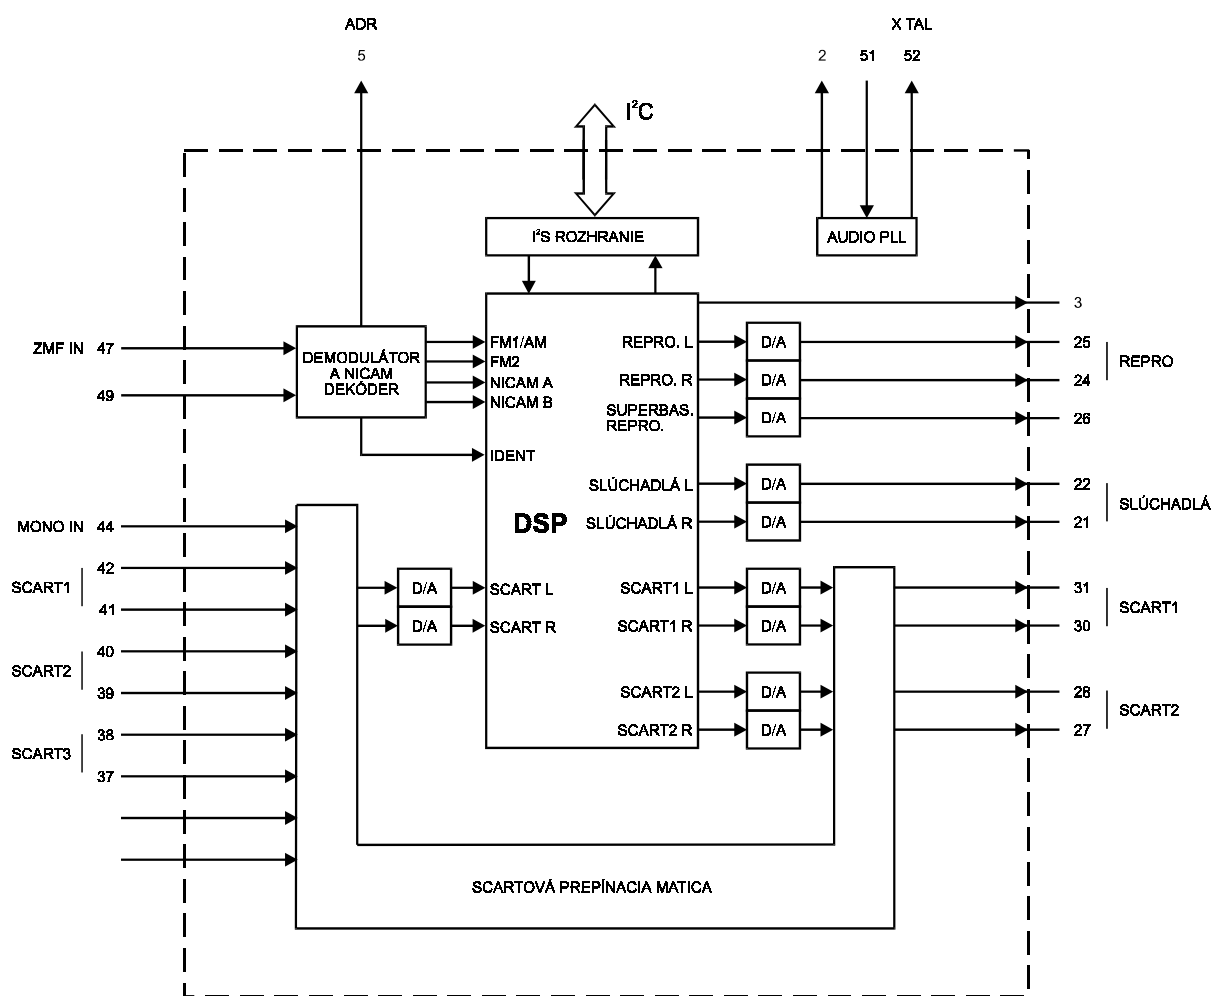 ADR
X TAL
5
2 51 52
I²C
I²S ROZHRANIE
AUDIO PLL
3
ZMF IN 47
49
DEMODULÁTOR
A NICAM
DEKÓDER
FM1/AM
FM2
NICAM A
NICAM B
IDENT
REPRO. L
D/A
25
REPRO
REPRO. R
D/A
24
SUPERBAS.
REPRO.
D/A
26
SLÚCHADLÁ L
D/A
22
SLÚCHADLÁ
DSP
SLÚCHADLÁ R
D/A
21
MONO IN 44
SCART1
42
41
SCART2
40
39
SCART3
38
37
D/A
SCART L
D/A
SCART R
SCART1 L
D/A
31
SCART1
SCART1 R
D/A
30
SCART2 L
D/A
28
SCART2
SCART2 R
D/A
27
SCARTOVÁ PREPÍNACIA MATICA